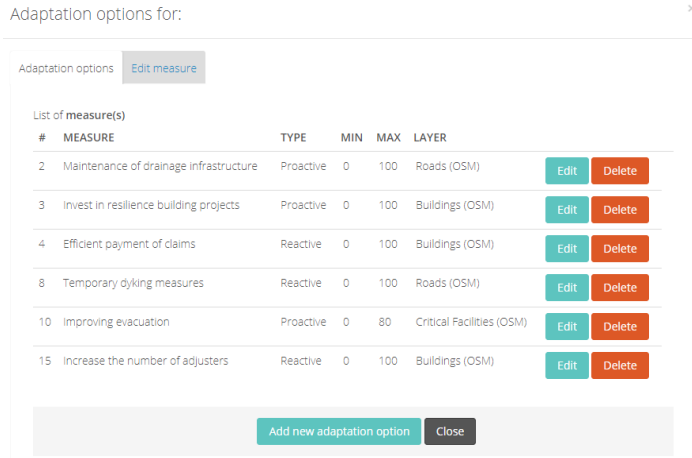 Adaptation options for:
×
Adaptation options Edit measure
List of measure(s)
# MEASURE TYPE MIN MAX LAYER
2 Maintenance of drainage infrastructure Proactive 0 100 Roads (OSM) Edit Delete
3 Invest in resilience building projects Proactive 0 100 Buildings (OSM) Edit Delete
4 Efficient payment of claims Reactive 0 100 Buildings (OSM) Edit Delete
8 Temporary dyking measures Reactive 0 100 Roads (OSM) Edit Delete
10 Improving evacuation Proactive 0 80 Critical Facilities (OSM) Edit Delete
15 Increase the number of adjusters Reactive 0 100 Buildings (OSM) Edit Delete
Add new adaptation option Close